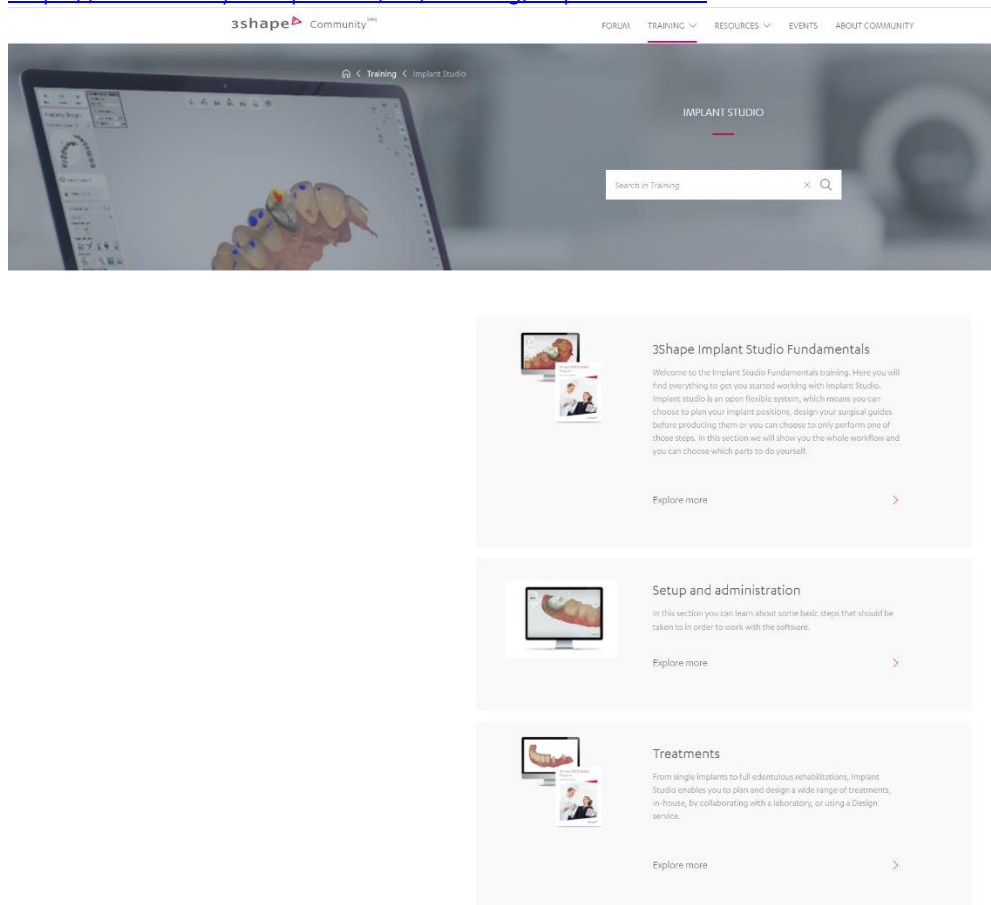 3shape Community beta
FORUM TRAINING RESOURCES EVENTS ABOUT COMMUNITY
Training < Implant Studio
IMPLANT STUDIO
Search in Training
3Shape Implant Studio Fundamentals
Welcome to the Implant Studio Fundamentals training. Here you will
find everything to get you started working with Implant Studio.
Implant studio is an open flexible system, which means you can
choose to plan your implant positions, design your surgical guides
before producing them or you can choose to only perform one of
those steps. In this section we will show you the whole workflow and
you can choose which parts to do yourself.
Explore more
Setup and administration
In this section you can learn about some basic steps that should be
taken to in order to work with the software.
Explore more
Treatments
From single implants to full edentulous rehabilitations, Implant
Studio enables you to plan and design a wide range of treatments,
in-house, by collaborating with a laboratory, or using a Design
service.
Explore more